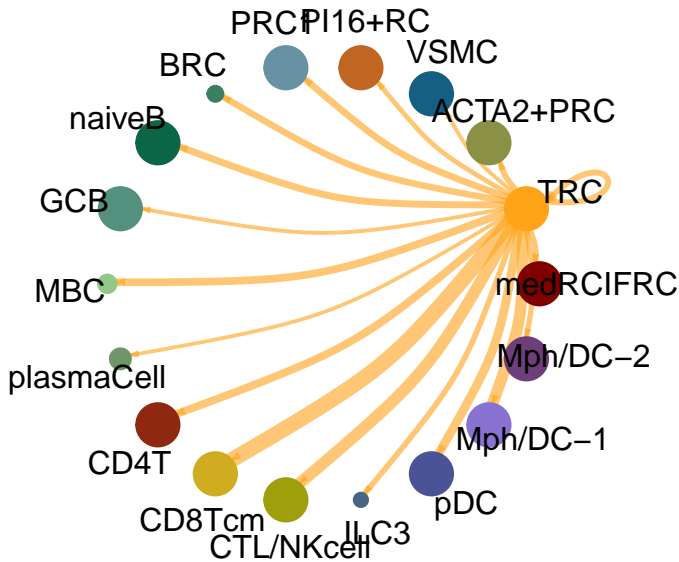 PRC1
PI16+RC
VSMC
BRC
ACTA2+PRC
naiveB
TRC
GCB
medRCIFRC
MBC
Mph/DC−2
plasmaCell
Mph/DC−1
CD4T
pDC
CD8Tcm
ILC3
CTL/NKcell